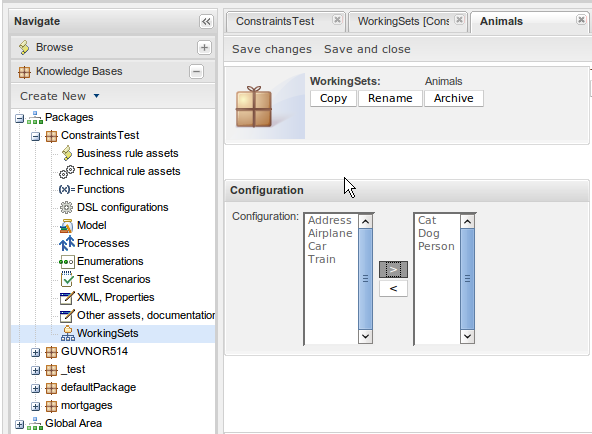 Navigate
Browse
Knowledge Bases
Create New
Packages
ConstraintsTest
Business rule assets
Technical rule assets
Functions
DSL configurations
Model
Processes
Enumerations
Test Scenarios
XML, Properties
Other assets, documentation
WorkingSets
GUVNOR514
_test
defaultPackage
mortgages
Global Area
ConstraintsTest
WorkingSets [Cons
Animals
Save changes Save and close
WorkingSets: Animals
Copy Rename Archive
Configuration
Configuration:
Address
Airplane
Car
Train
>
<
Cat
Dog
Person